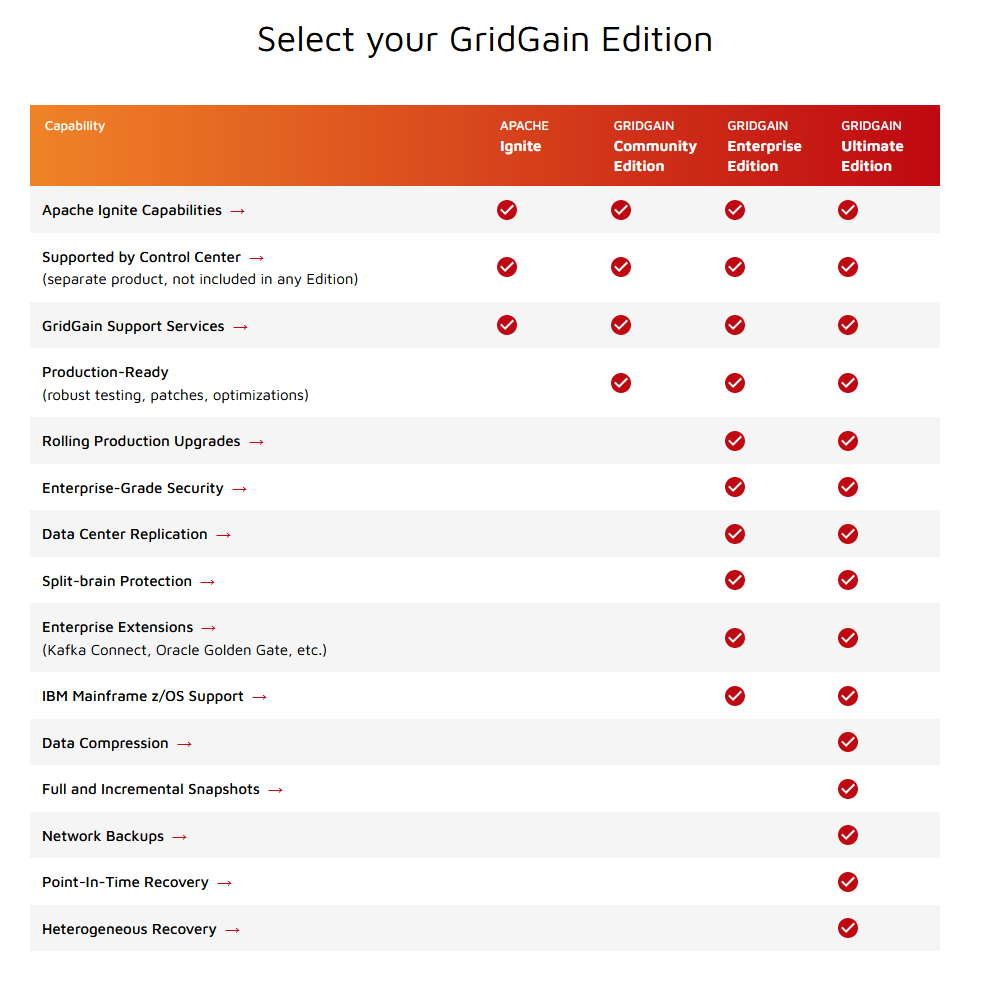 Select your GridGain Edition
Capability
APACHE
Ignite
GRIDGAIN
Community
Edition
GRIDGAIN
Enterprise
Edition
GRIDGAIN
Ultimate
Edition
Apache Ignite Capabilities →
Supported by Control Center →
(separate product, not included in any Edition)
GridGain Support Services →
Production-Ready
(robust testing, patches, optimizations)
Rolling Production Upgrades →
Enterprise-Grade Security →
Data Center Replication →
Split-brain Protection →
Enterprise Extensions →
(Kafka Connect, Oracle Golden Gate, etc.)
IBM Mainframe z/OS Support →
Data Compression →
Full and Incremental Snapshots →
Network Backups →
Point-In-Time Recovery →
Heterogeneous Recovery →